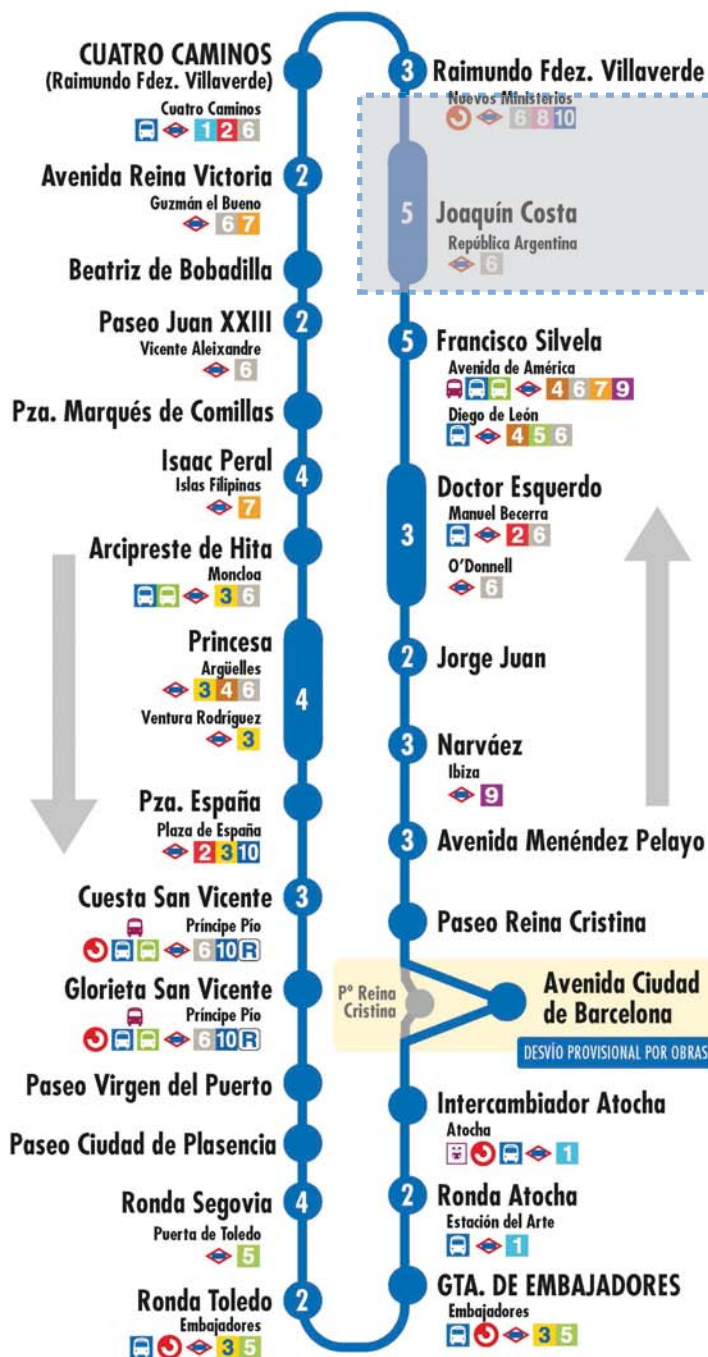 CUATRO CAMINOS
(Raimundo Fdez. Villaverde)
Cuatro Caminos
1 2 6
2
Avenida Reina Victoria
Guzmán el Bueno
6 7
Beatriz de Bobadilla
2
Paseo Juan XXIII
Vicente Aleixandre
6
Pza. Marqués de Comillas
4
Isaac Peral
Islas Filipinas
7
Arcipreste de Hita
Moncloa
3 6
Princesa
Argüelles
3 4 6
4
Ventura Rodríguez
3
Pza. España
Plaza de España
2 3 10
Cuesta San Vicente
3
Príncipe Pío
6 10 R
Glorieta San Vicente
Príncipe Pío
6 10 R
Paseo Virgen del Puerto
Paseo Ciudad de Plasencia
Ronda Segovia
4
Puerta de Toledo
5
Ronda Toledo
2
Embajadores
3 5
3
Raimundo Fdez. Villaverde
Nuevos Ministerios
6 8 10
5
Joaquín Costa
República Argentina
6
5
Francisco Silvela
Avenida de América
4 6 7 9
Diego de León
4 5 6
Doctor Esquerdo
Manuel Becerra
2 6
3
O'Donnell
6
2
Jorge Juan
3
Narváez
Ibiza
9
3
Avenida Menéndez Pelayo
Paseo Reina Cristina
Pº Reina
Cristina
Avenida Ciudad
de Barcelona
DESVÍO PROVISIONAL POR OBRAS
Intercambiador Atocha
Atocha
1
2
Ronda Atocha
Estación del Arte
1
GTA. DE EMBAJADORES
Embajadores
3 5